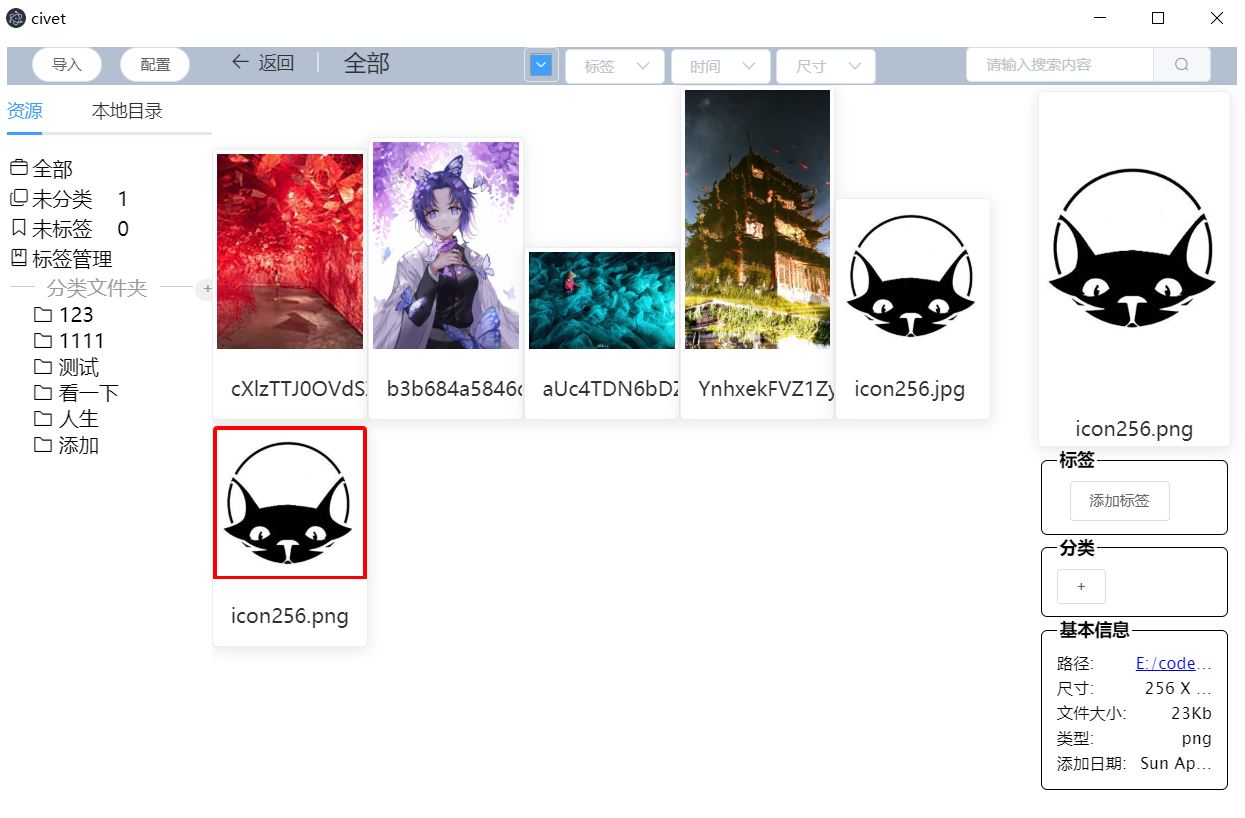 civet
导入 配置 返回 全部 标签 时间 尺寸 请输入搜索内容
资源 本地目录
全部
未分类 1
未标签 0
标签管理
分类文件夹 +
123
1111
测试
看一下
人生
添加
cXlzTTJ0OVdS b3b684a5846 aUc4TDN6bDZ YnhxekFVZ1Zy icon256.jpg
icon256.png
icon256.png
标签
添加标签
分类
+
基本信息
路径: E:/code...
尺寸: 256 X ...
文件大小: 23Kb
类型: png
添加日期: Sun Ap...